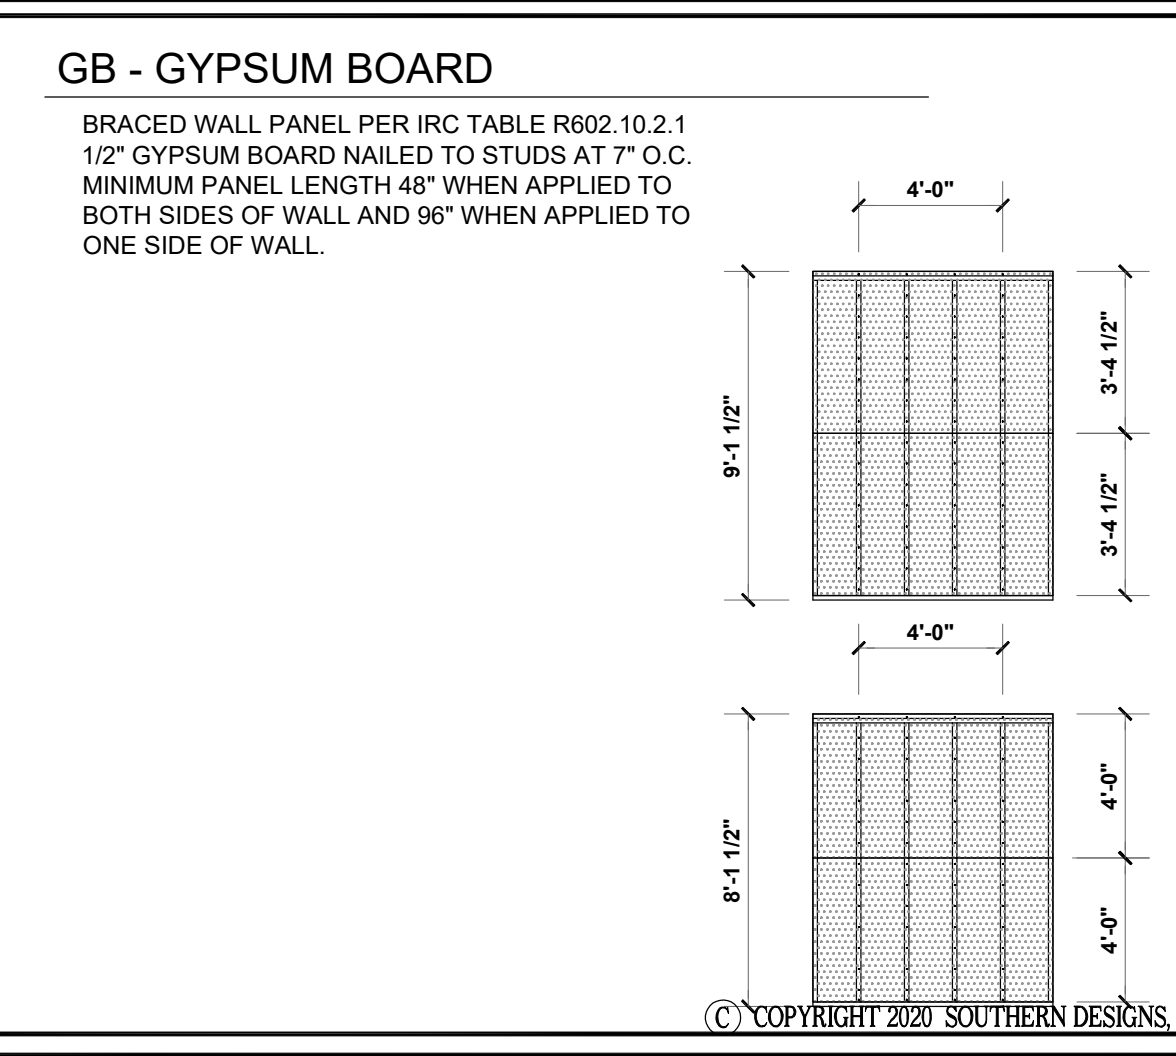 GB - GYPSUM BOARD
BRACED WALL PANEL PER IRC TABLE R602.10.2.1
1/2" GYPSUM BOARD NAILED TO STUDS AT 7" O.C.
MINIMUM PANEL LENGTH 48" WHEN APPLIED TO
BOTH SIDES OF WALL AND 96" WHEN APPLIED TO
ONE SIDE OF WALL.
4'-0"
9'-1 1/2"
3'-4 1/2"
3'-4 1/2"
4'-0"
8'-1 1/2"
4'-0"
4'-0"
© COPYRIGHT 2020 SOUTHERN DESIGNS,